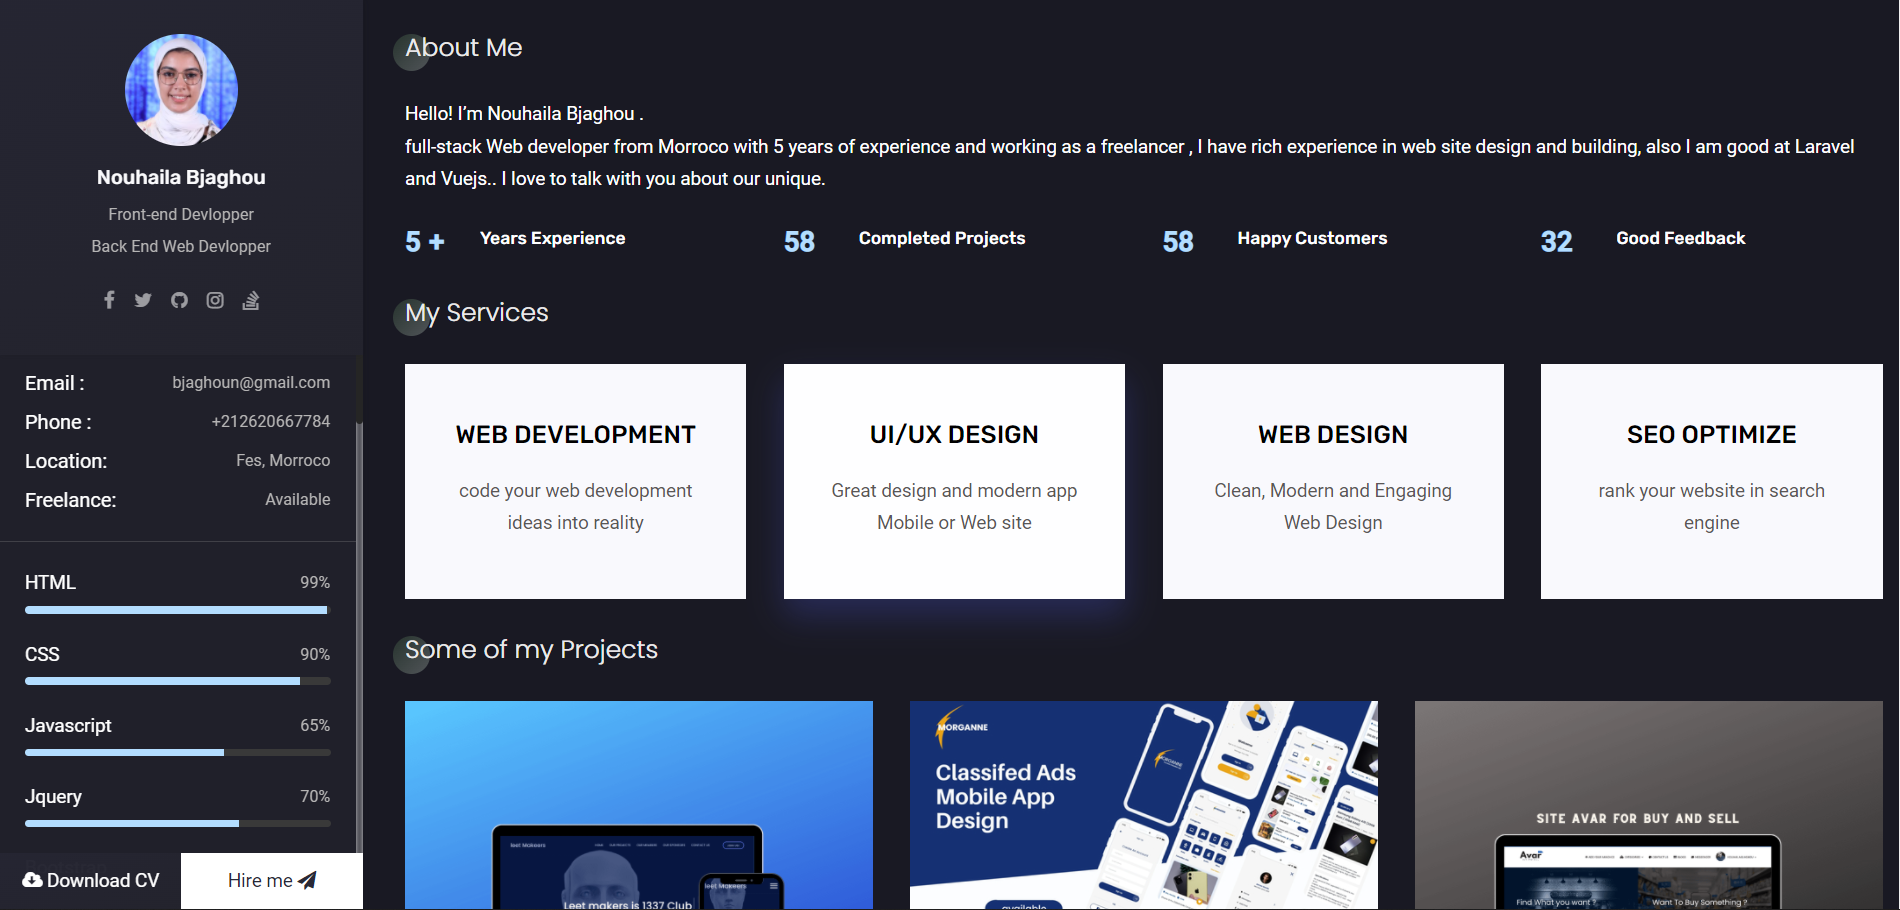 Nouhaila Bjaghou
Front-end Devlopper
Back End Web Devlopper
Email :
bjaghoun@gmail.com
Phone :
+212620667784
Location:
Fes, Morroco
Freelance:
Available
HTML
99%
CSS
90%
Javascript
65%
Jquery
70%
Download CV
Hire me
About Me
Hello! I’m Nouhaila Bjaghou .
full-stack Web developer from Morroco with 5 years of experience and working as a freelancer , I have rich experience in web site design and building, also I am good at Laravel
and Vuejs.. I love to talk with you about our unique.
5 + Years Experience
58 Completed Projects
58 Happy Customers
32 Good Feedback
My Services
WEB DEVELOPMENT
code your web development
ideas into reality
UI/UX DESIGN
Great design and modern app
Mobile or Web site
WEB DESIGN
Clean, Modern and Engaging
Web Design
SEO OPTIMIZE
rank your website in search
engine
Some of my Projects
leet Makeers
leet Makeers
Leet makers is 1337 Club
MORGANNE
Classifed Ads
Mobile App
Design
available
SITE AVAR FOR BUY AND SELL
Avar
Find What you want ?
Want To Buy Something ?